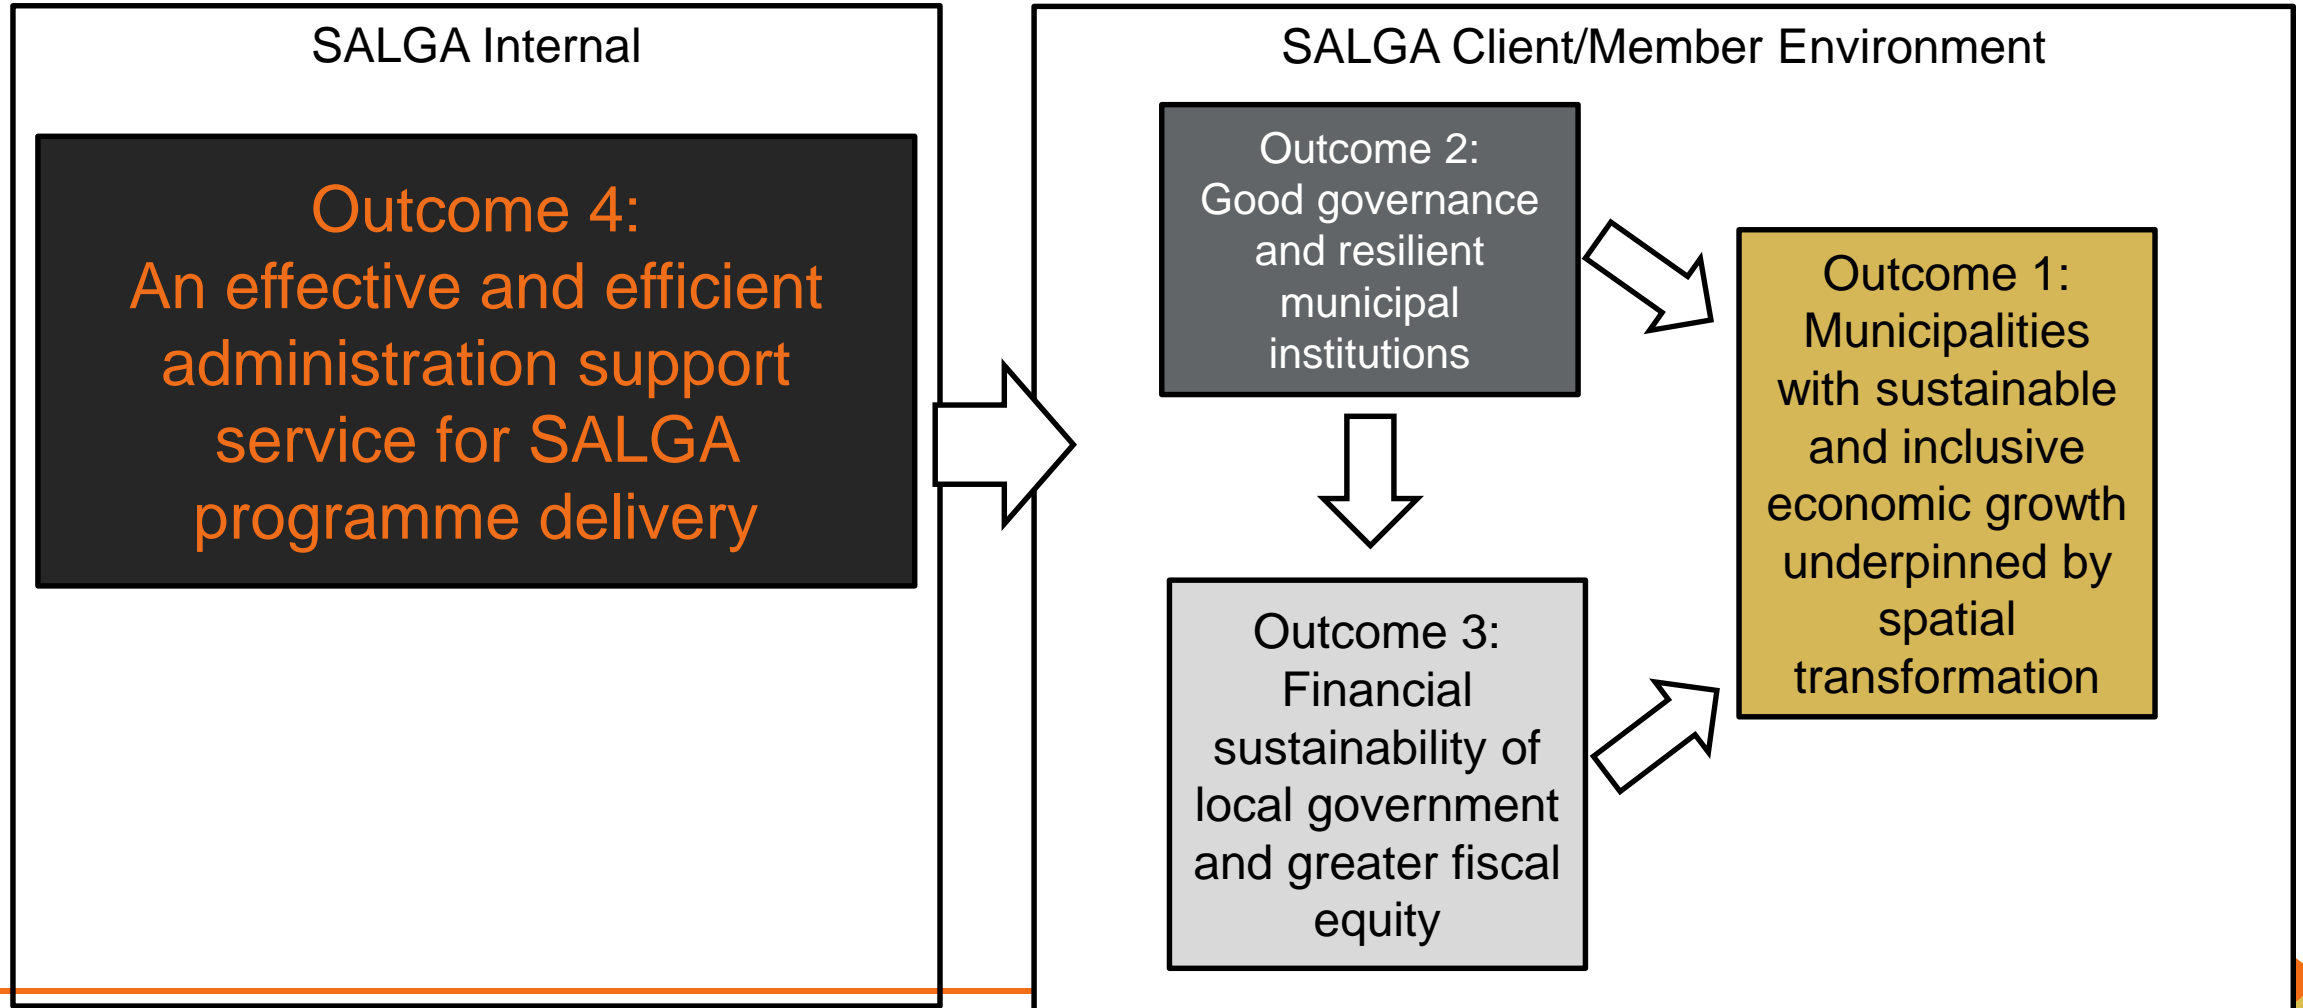 SALGA Internal
Outcome 4:
An effective and efficient
administration support
service for SALGA
programme delivery
SALGA Client/Member Environment
Outcome 2:
Good governance
and resilient
municipal
institutions
Outcome 3:
Financial
sustainability of
local government
and greater fiscal
equity
Outcome 1:
Municipalities
with sustainable
and inclusive
economic growth
underpinned by
spatial
transformation